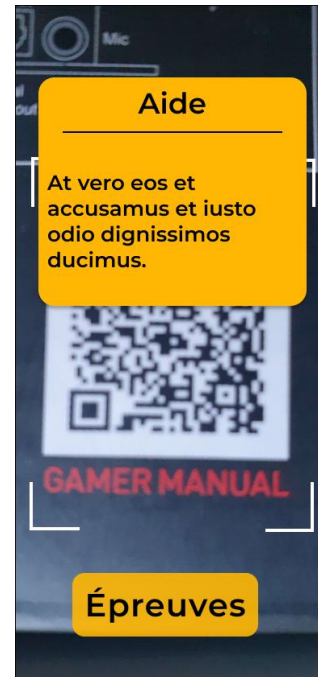 Mic
Aide
At vero eos et
accusamus et iusto
odio dignissimos
ducimus.
GAMER MANUAL
Épreuves